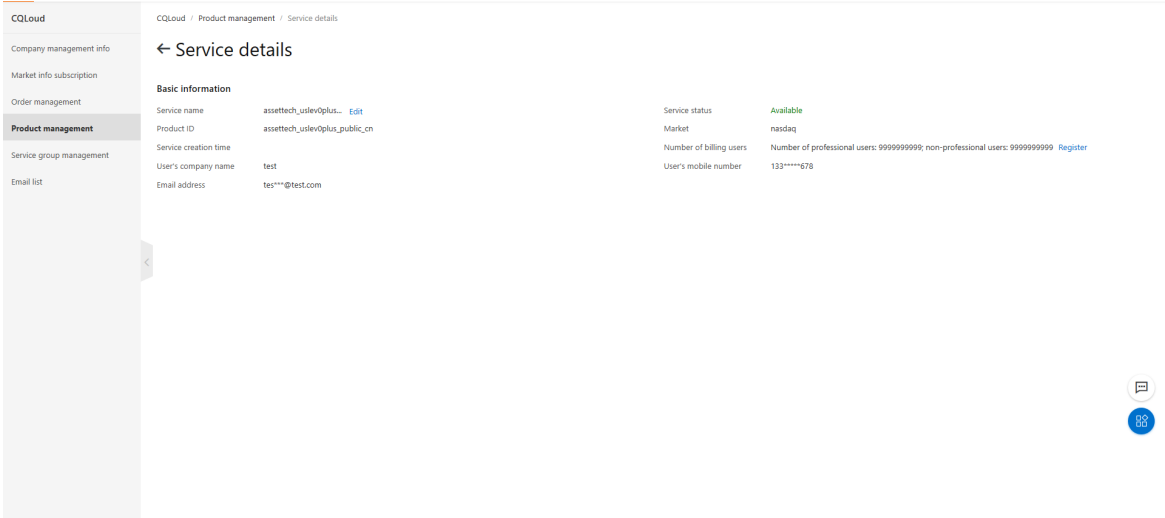 CQLoud
Company management info
Market info subscription
Order management
Product management
Service group management
Email list
CQLoud / Product management / Service details
Service details
Basic information
Service name assettech_uslev0plus... Edit
Service status Available
Product ID assettech_uslev0plus_public_cn
Market nasdaq
Service creation time
Number of billing users Number of professional users: 9999999999; non-professional users: 9999999999 Register
User's company name test
User's mobile number 133*****678
Email address tes***@test.com